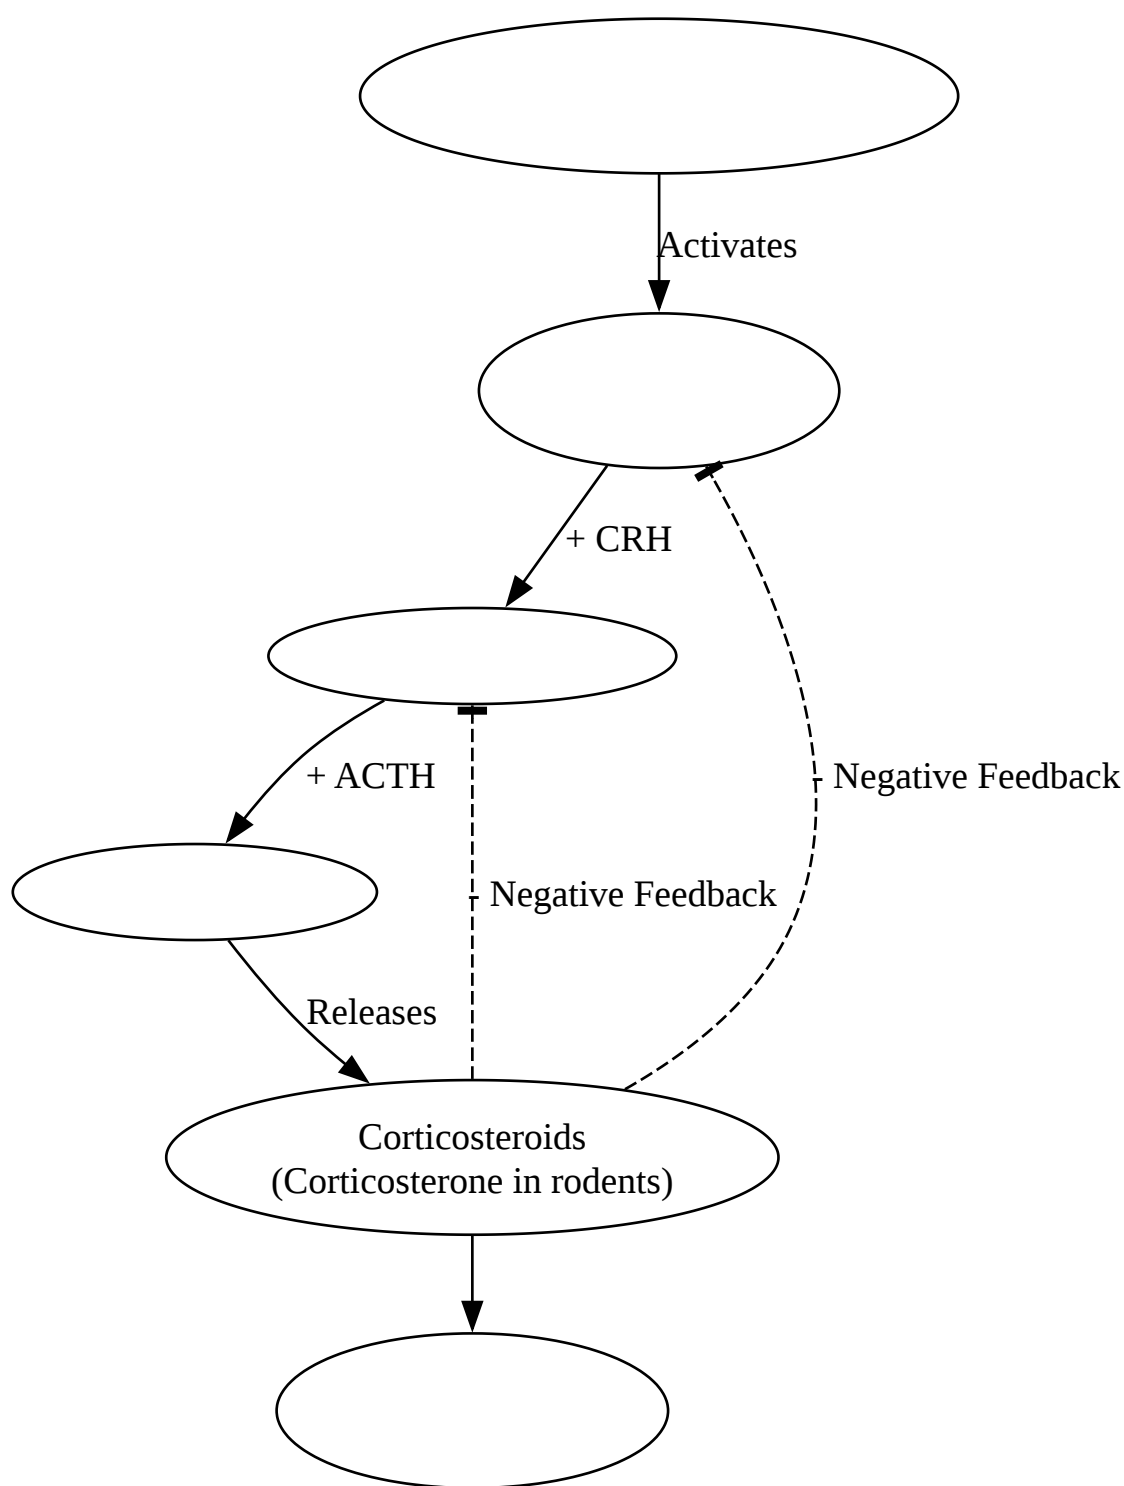 Activates
+ CRH
+ ACTH
- Negative Feedback
- Negative Feedback
Releases
Corticosteroids
(Corticosterone in rodents)